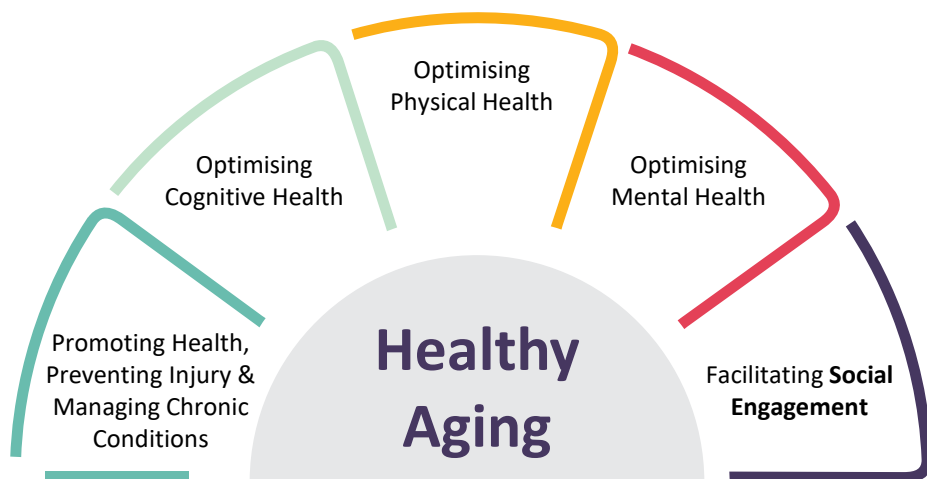 Optimising
Physical Health
Optimising
Cognitive Health
Optimising
Mental Health
Promoting Health,
Preventing Injury &
Managing Chronic
Conditions
Healthy
Aging
Facilitating Social
Engagement